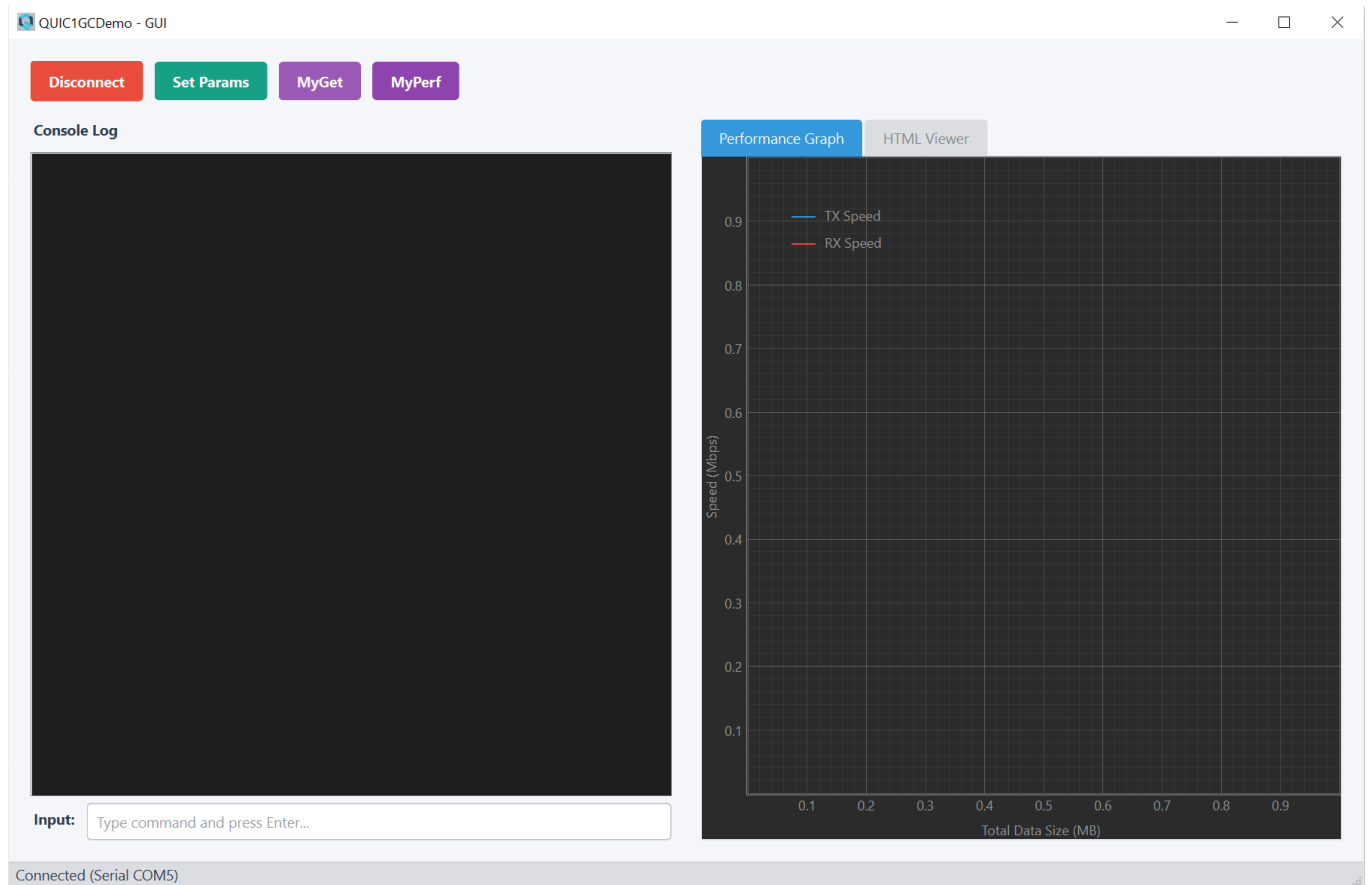 QUIC1GCDemo - GUI
Disconnect
Set Params
MyGet
MyPerf
Console Log
Performance Graph
HTML Viewer
TX Speed
RX Speed
0.9
0.8
0.7
0.6
0.5
0.4
0.3
0.2
0.1
Speed (Mbps)
0.1 0.2 0.3 0.4 0.5 0.6 0.7 0.8 0.9
Total Data Size (MB)
Input:
Type command and press Enter...
Connected (Serial COM5)